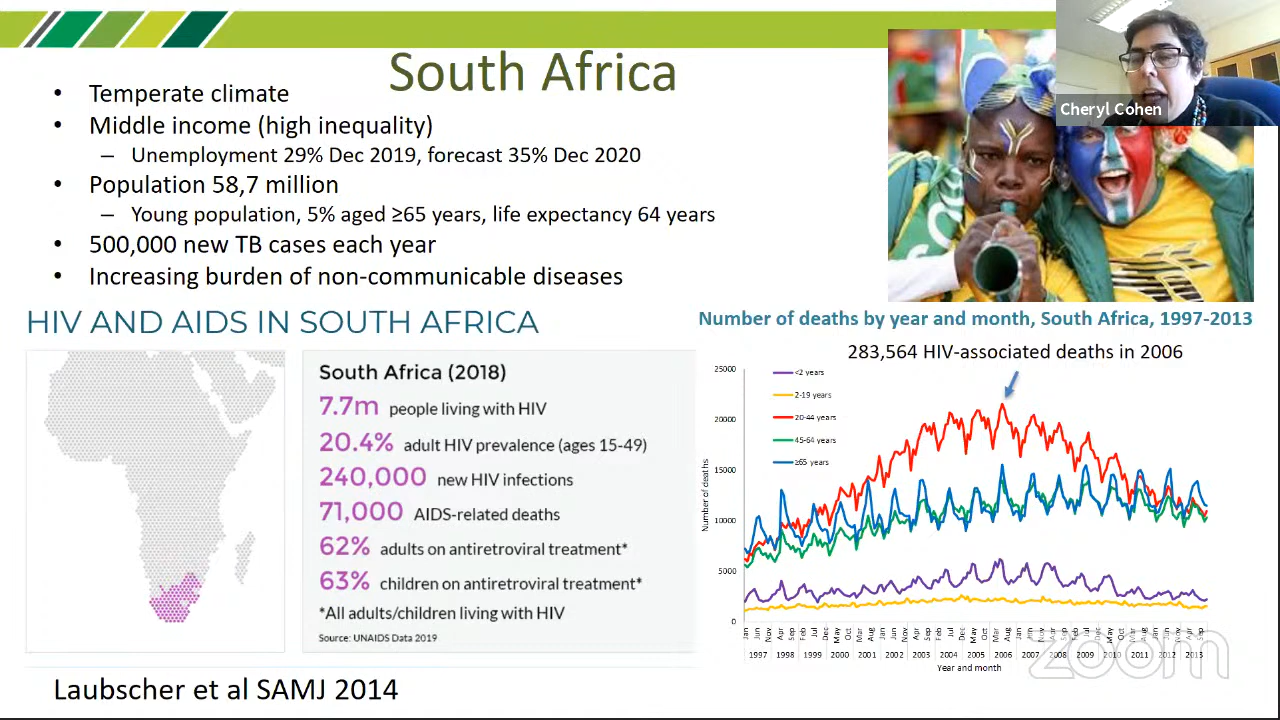 South Africa
• Temperate climate
• Middle income (high inequality)
– Unemployment 29% Dec 2019, forecast 35% Dec 2020
• Population 58,7 million
– Young population, 5% aged ≥65 years, life expectancy 64 years
• 500,000 new TB cases each year
• Increasing burden of non-communicable diseases
Cheryl Cohen
HIV AND AIDS IN SOUTH AFRICA
South Africa (2018)
7.7m people living with HIV
20.4% adult HIV prevalence (ages 15-49)
240,000 new HIV infections
71,000 AIDS-related deaths
62% adults on antiretroviral treatment*
63% children on antiretroviral treatment*
*All adults/children living with HIV
Source: UNAIDS Data 2019
Number of deaths by year and month, South Africa, 1997-2013
283,564 HIV-associated deaths in 2006
<2 years
2-19 years
20-44 years
45-64 years
≥65 years
Number of deaths
25000
20000
15000
10000
5000
0
1997 1998 1999 2000 2001 2002 2003 2004 2005 2006 2007 2008 2009 2010 2011 2012 2013
Year and month
zoom
Laubscher et al SAMJ 2014